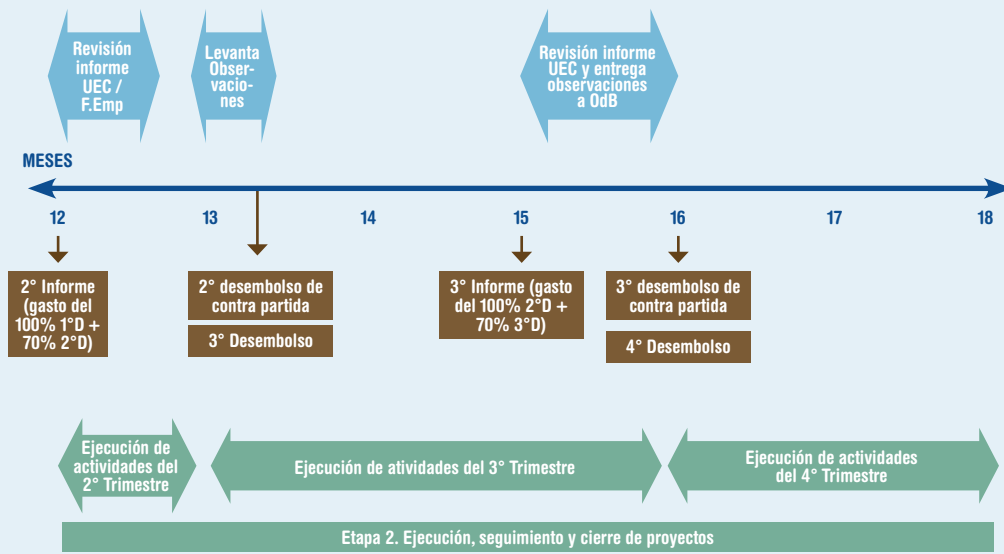 Revisión
informe
UEC /
F.Emp
Levanta
Obser-
vacio-
nes
Revisión informe
UEC y entrega
observaciones
a OdB
MESES
12
13
14
15
16
17
18
2° Informe
(gasto del
100% 1°D +
70% 2°D)
2° desembolso de
contra partida
3° Desembolso
3° Informe (gasto
del 100% 2°D +
70% 3°D)
3° desembolso de
contra partida
4° Desembolso
Ejecución de
actividades del
2° Trimestre
Ejecución de atividades del 3° Trimestre
Ejecución de actividades
del 4° Trimestre
Etapa 2. Ejecución, seguimiento y cierre de proyectos